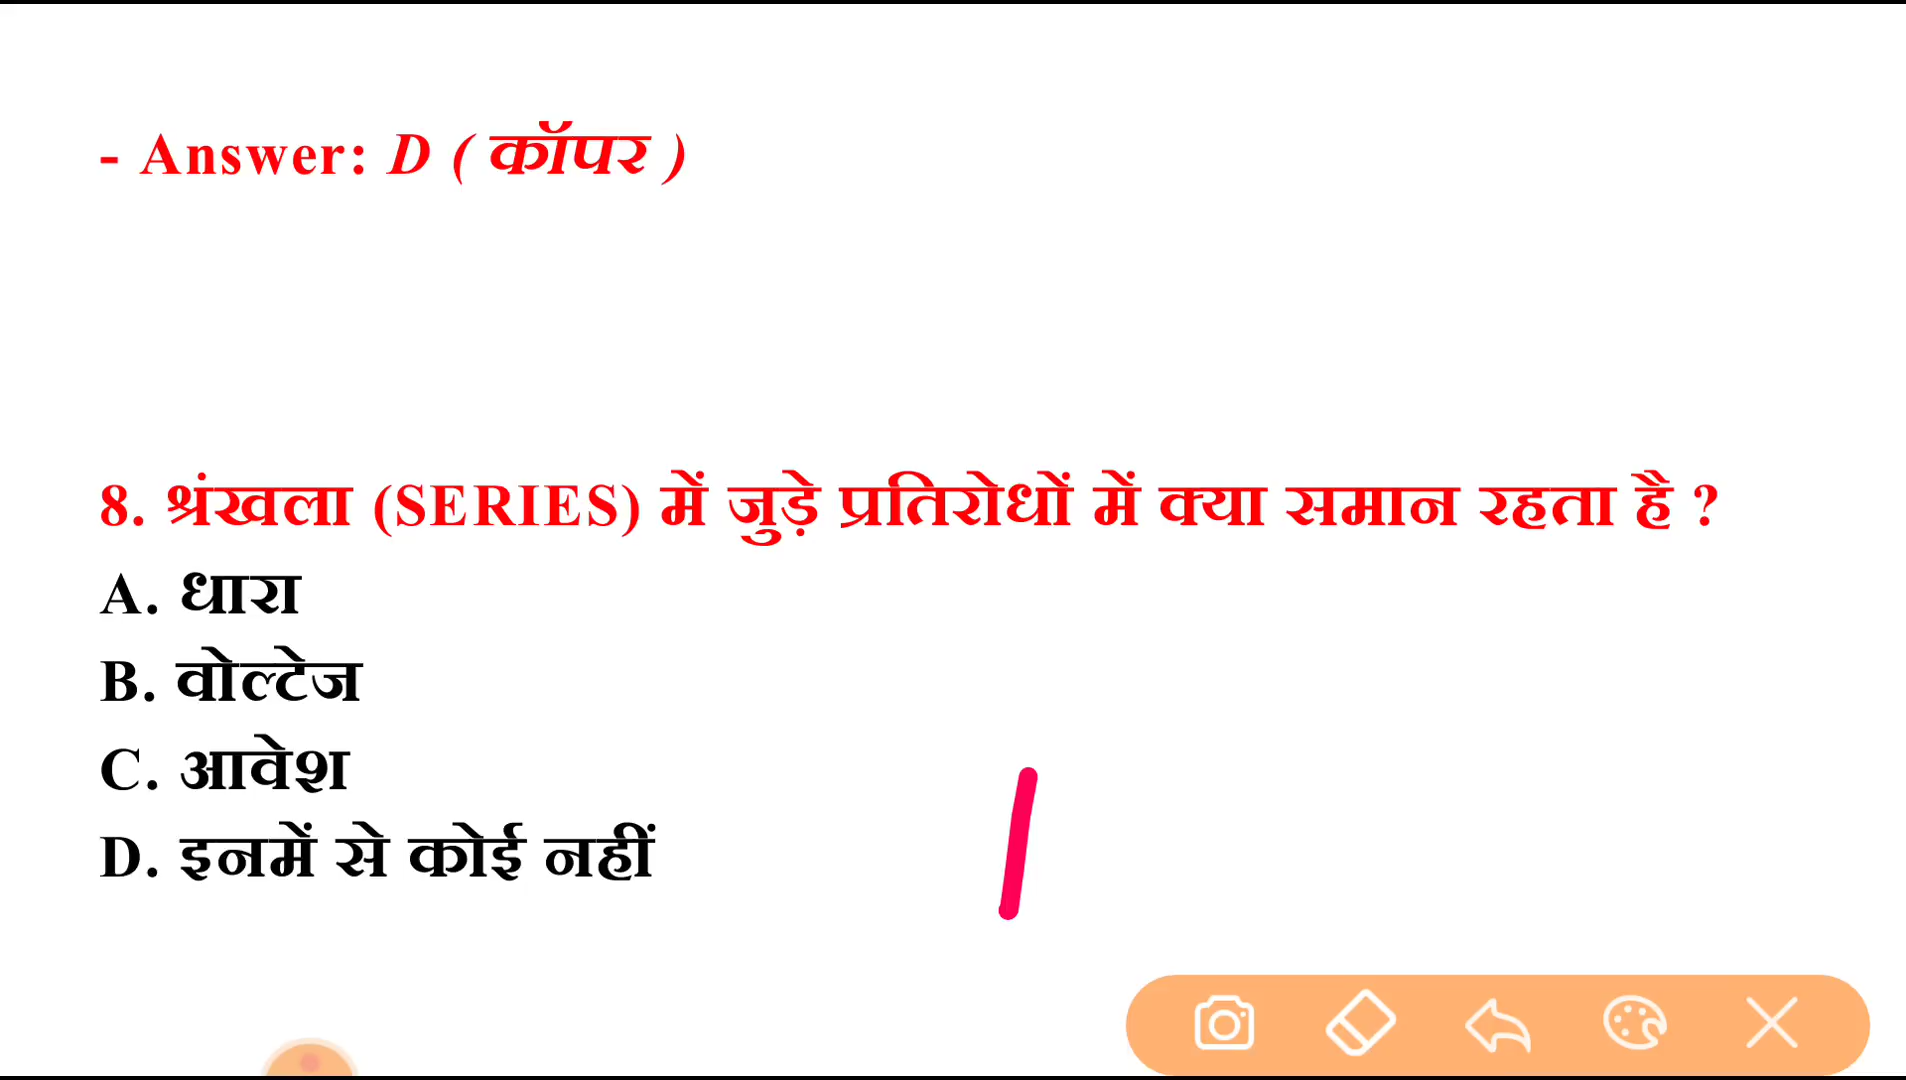 - Answer: D ( कॉपर )
8. श्रंखला (SERIES) में जुड़े प्रतिरोधों में क्या समान रहता है ?
A. धारा
B. वोल्टेज
C. आवेश
D. इनमें से कोई नहीं